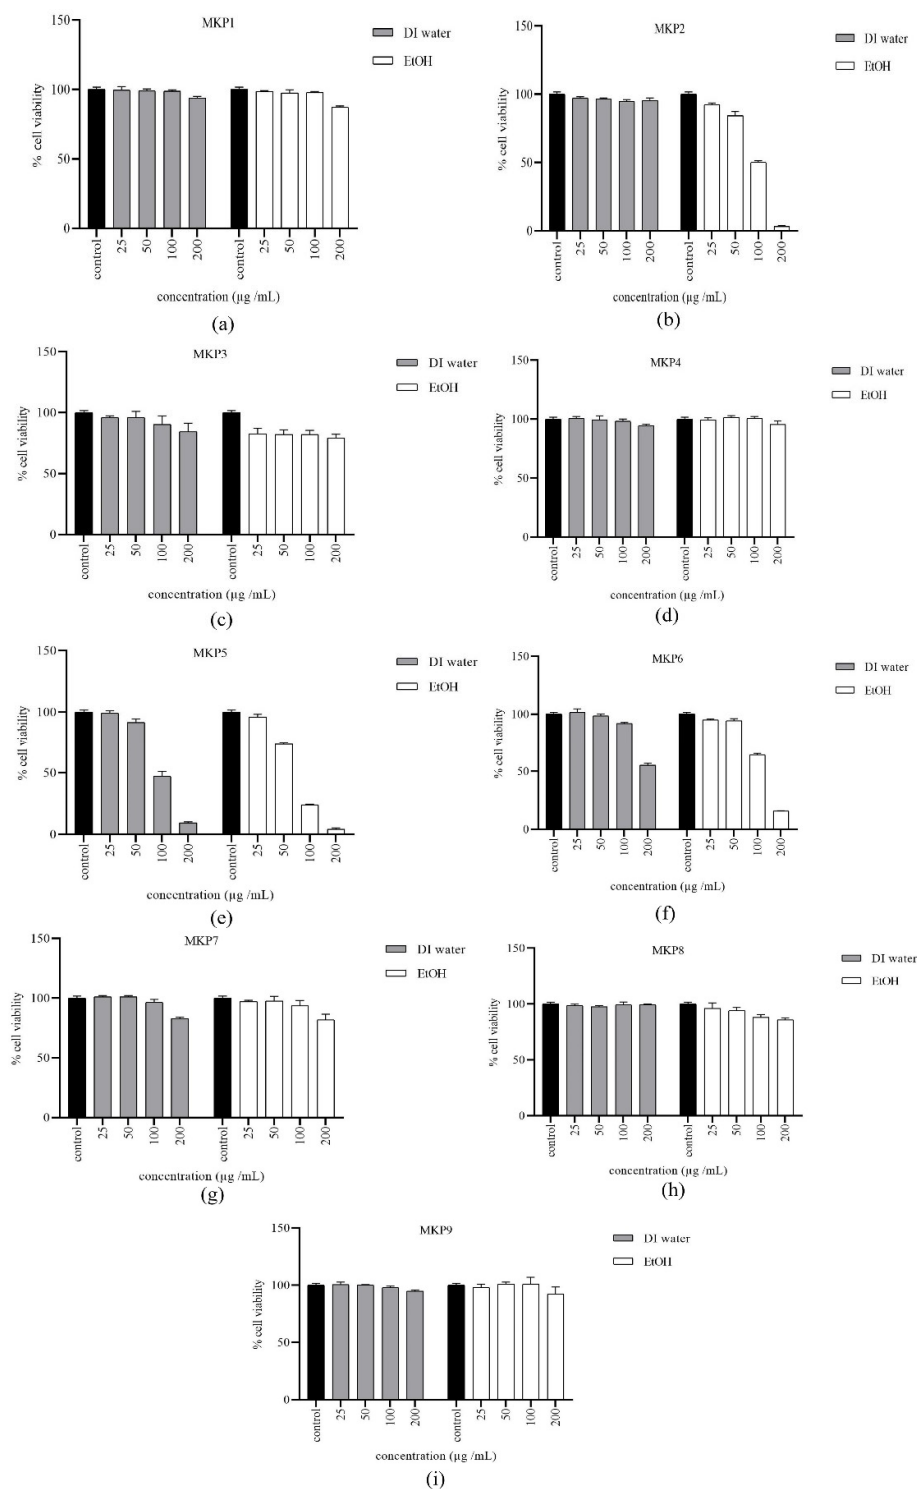 MKP1
DI water
EtOH
% cell viability
150
100
50
0
control 25 50 100 200 control 25 50 100 200
concentration (µg /mL)
(a)
MKP2
DI water
EtOH
% cell viability
150
100
50
0
control 25 50 100 200 control 25 50 100 200
concentration (µg /mL)
(b)
MKP3
DI water
EtOH
% cell viability
150
100
50
0
control 25 50 100 200 control 25 50 100 200
concentration (µg /mL)
(c)
MKP4
DI water
EtOH
% cell viability
150
100
50
0
control 25 50 100 200 control 25 50 100 200
concentration (µg /mL)
(d)
MKP5
DI water
EtOH
% cell viability
150
100
50
0
control 25 50 100 200 control 25 50 100 200
concentration (µg /mL)
(e)
MKP6
DI water
EtOH
% cell viability
150
100
50
0
control 25 50 100 200 control 25 50 100 200
concentration (µg /mL)
(f)
MKP7
DI water
EtOH
% cell viability
150
100
50
0
control 25 50 100 200 control 25 50 100 200
concentration (µg /mL)
(g)
MKP8
DI water
EtOH
% cell viability
150
100
50
0
control 25 50 100 200 control 25 50 100 200
concentration (µg /mL)
(h)
MKP9
DI water
EtOH
% cell viability
150
100
50
0
control 25 50 100 200 control 25 50 100 200
concentration (µg /mL)
(i)